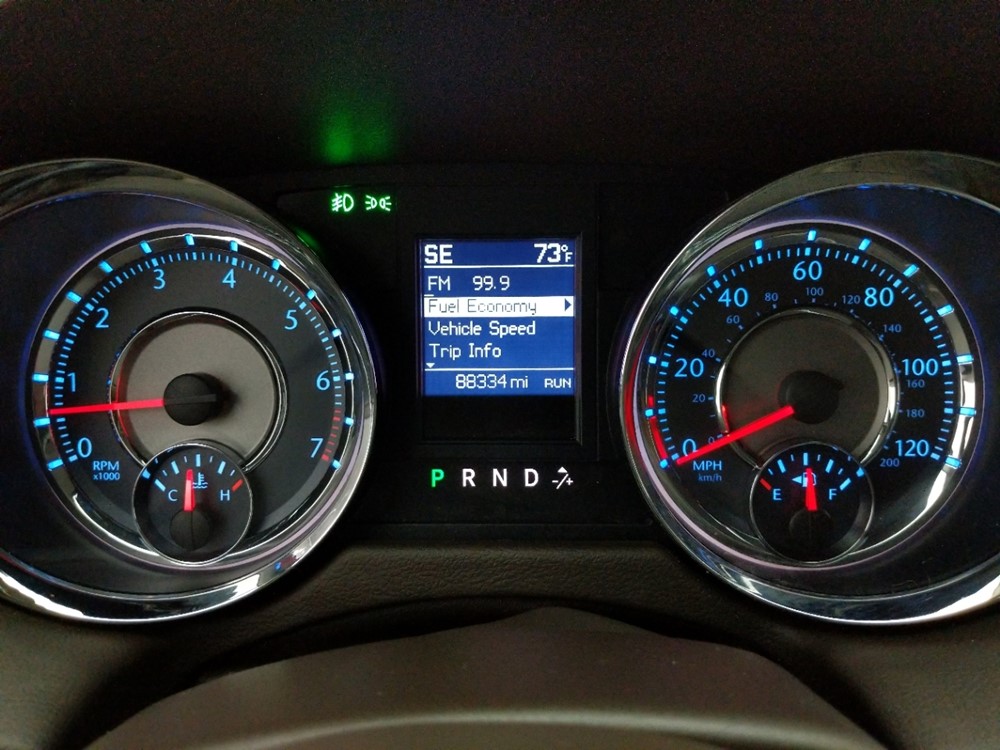 0
1
2
3
4
5
6
7
RPM
x1000
C H
SE 73°F
FM 99.9
Fuel Economy
Vehicle Speed
Trip Info
88334 mi RUN
P R N D -/+
0
20
40
60
80
100
120
MPH
km/h
0
20
40
60
80
100
120
140
160
180
200
E F